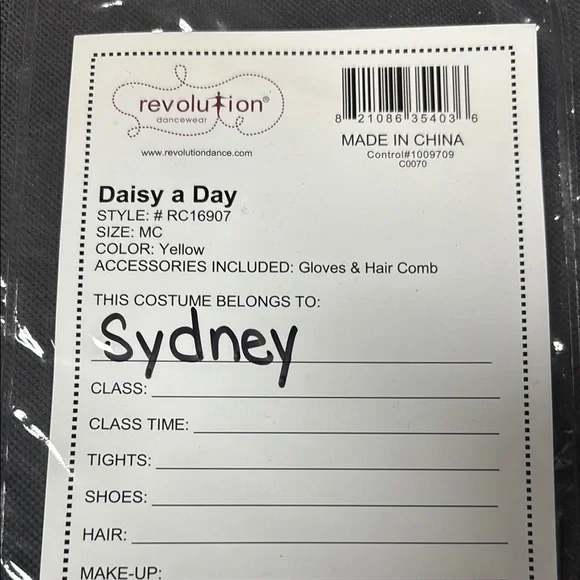 revolution®
dancewear
www.revolutiondance.com
8 21086 35403 6
MADE IN CHINA
Control#1009709
C0070
Daisy a Day
STYLE: # RC16907
SIZE: MC
COLOR: Yellow
ACCESSORIES INCLUDED: Gloves & Hair Comb
THIS COSTUME BELONGS TO:
Sydney
CLASS:
CLASS TIME:
TIGHTS:
SHOES:
HAIR:
MAKE-UP: